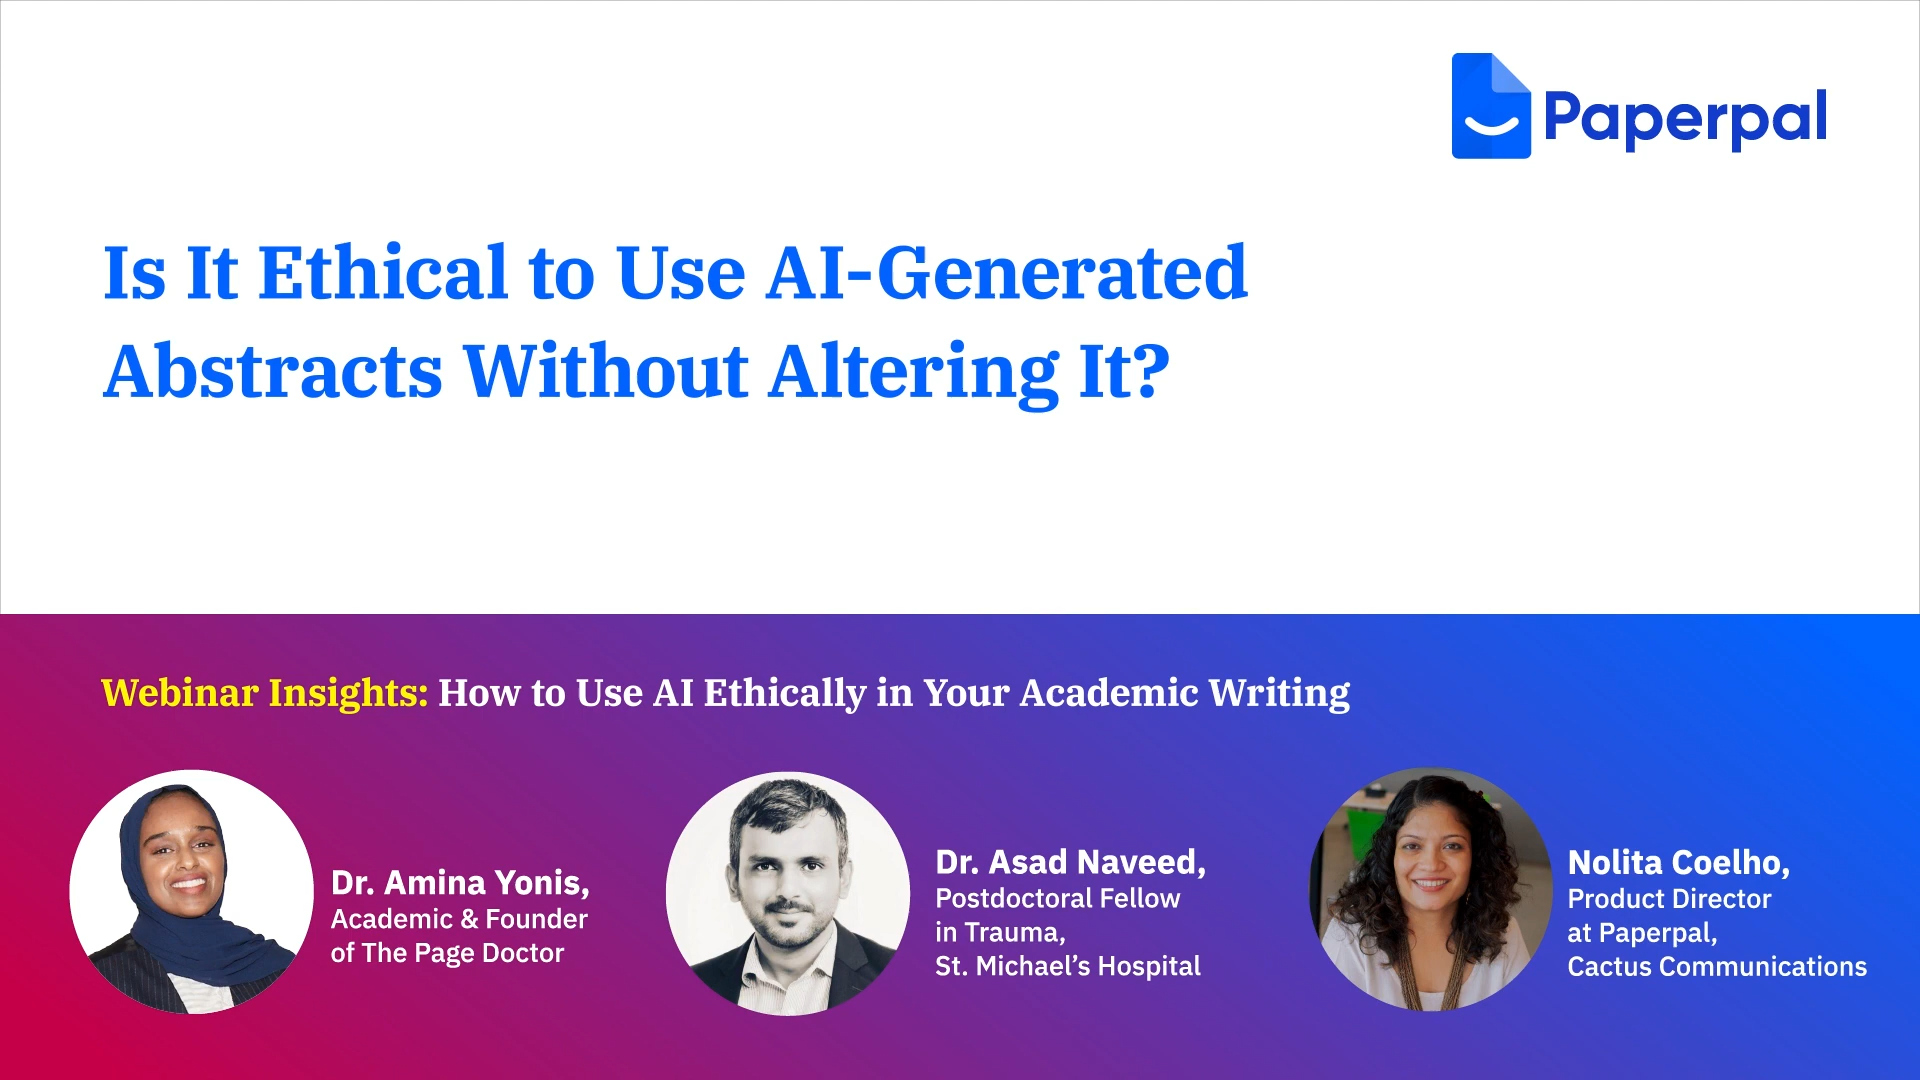 Paperpal
Is It Ethical to Use AI-Generated
Abstracts Without Altering It?
Webinar Insights: How to Use AI Ethically in Your Academic Writing
Dr. Amina Yonis,
Academic & Founder
of The Page Doctor
Dr. Asad Naveed,
Postdoctoral Fellow
in Trauma,
St. Michael’s Hospital
Nolita Coelho,
Product Director
at Paperpal,
Cactus Communications